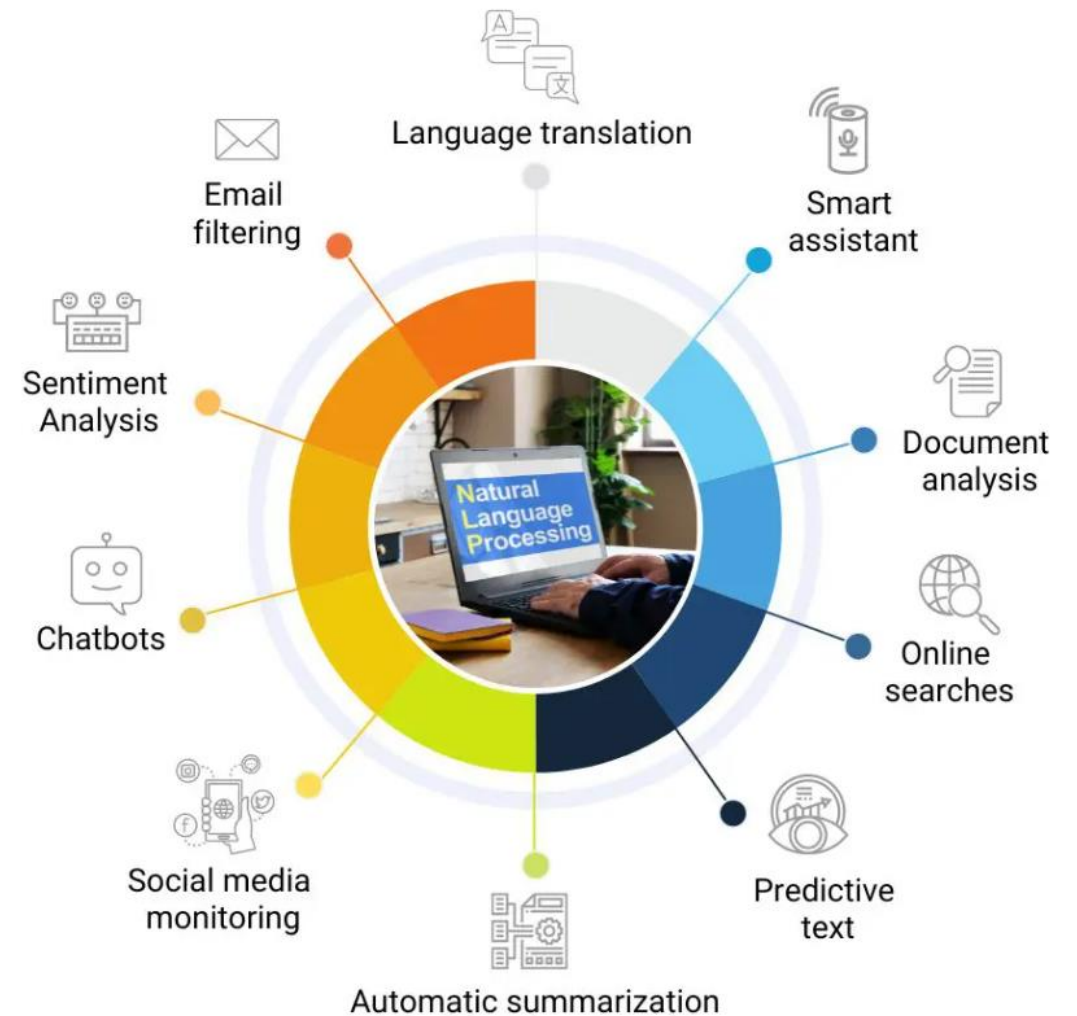 A
文
Language translation
Smart
assistant
Document
analysis
Online
searches
Predictive
text
Automatic summarization
Social media
monitoring
Chatbots
Sentiment
Analysis
Email
filtering
Natural
Language
Processing